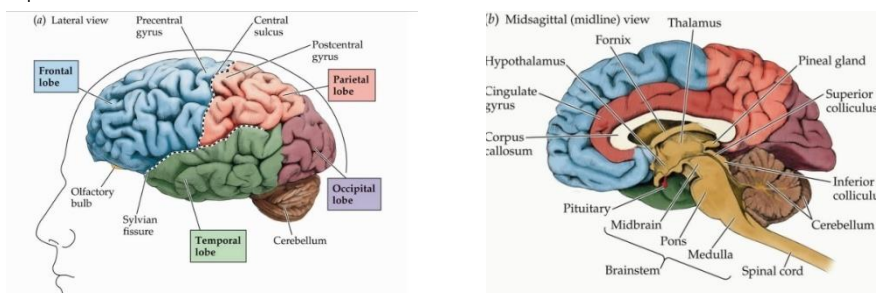 (a) Lateral view
Precentral
gyrus
Central
sulcus
Postcentral
gyrus
Frontal
lobe
Parietal
lobe
Olfactory
bulb
Sylvian
fissure
Temporal
lobe
Cerebellum
Occipital
lobe
(b) Midsagittal (midline) view
Thalamus
Fornix
Hypothalamus
Pineal gland
Cingulate
gyrus
Superior
colliculus
Corpus
callosum
Inferior
colliculu
Pituitary
Midbrain
Pons
Medulla
Cerebellum
Brainstem
Spinal cord